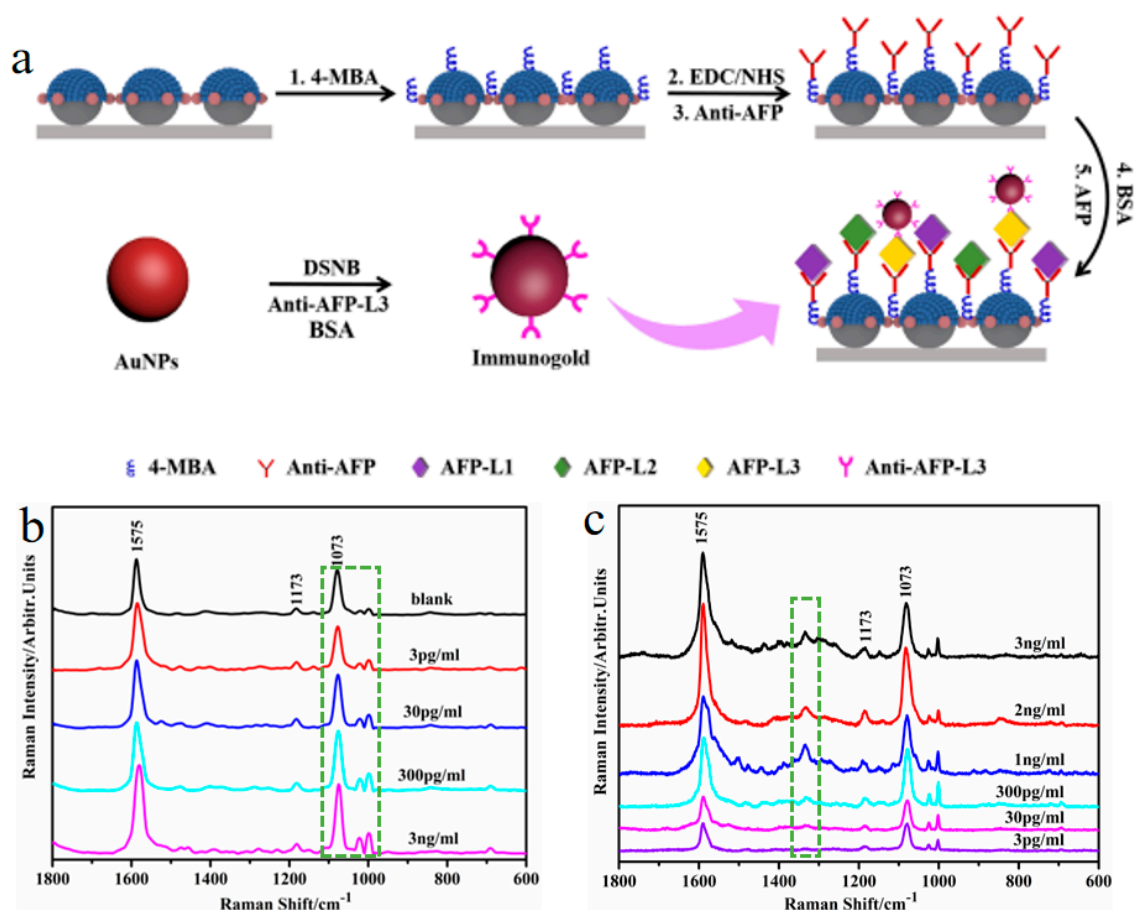 a
1. 4-MBA
2. EDC/NHS
3. Anti-AFP
4. BSA
5. AFP
DSNB
Anti-AFP-L3
BSA
AuNPs
Immunogold
4-MBA Anti-AFP AFP-L1 AFP-L2 AFP-L3 Anti-AFP-L3
b
Raman Intensity/Arbitr.Units
1575
1173
1073
blank
3pg/ml
30pg/ml
300pg/ml
3ng/ml
1800 1600 1400 1200 1000 800 600
Raman Shift/cm-1
c
Raman Intensity/Arbitr.Units
1575
1173
1073
3ng/ml
2ng/ml
1ng/ml
300pg/ml
30pg/ml
3pg/ml
1800 1600 1400 1200 1000 800 600
Raman Shift/cm-1